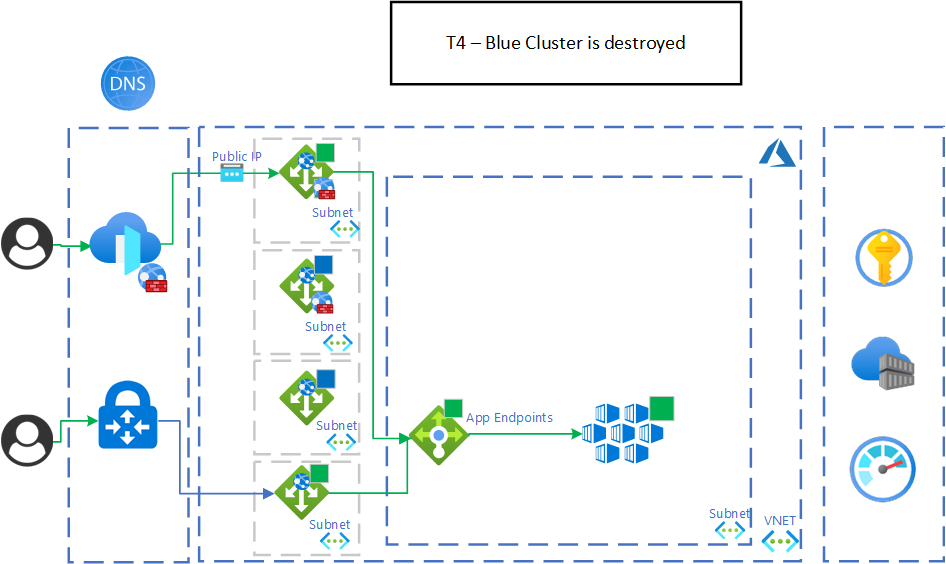 T4 – Blue Cluster is destroyed
DNS
Public IP
Subnet
Subnet
Subnet
App Endpoints
Subnet
Subnet
VNET